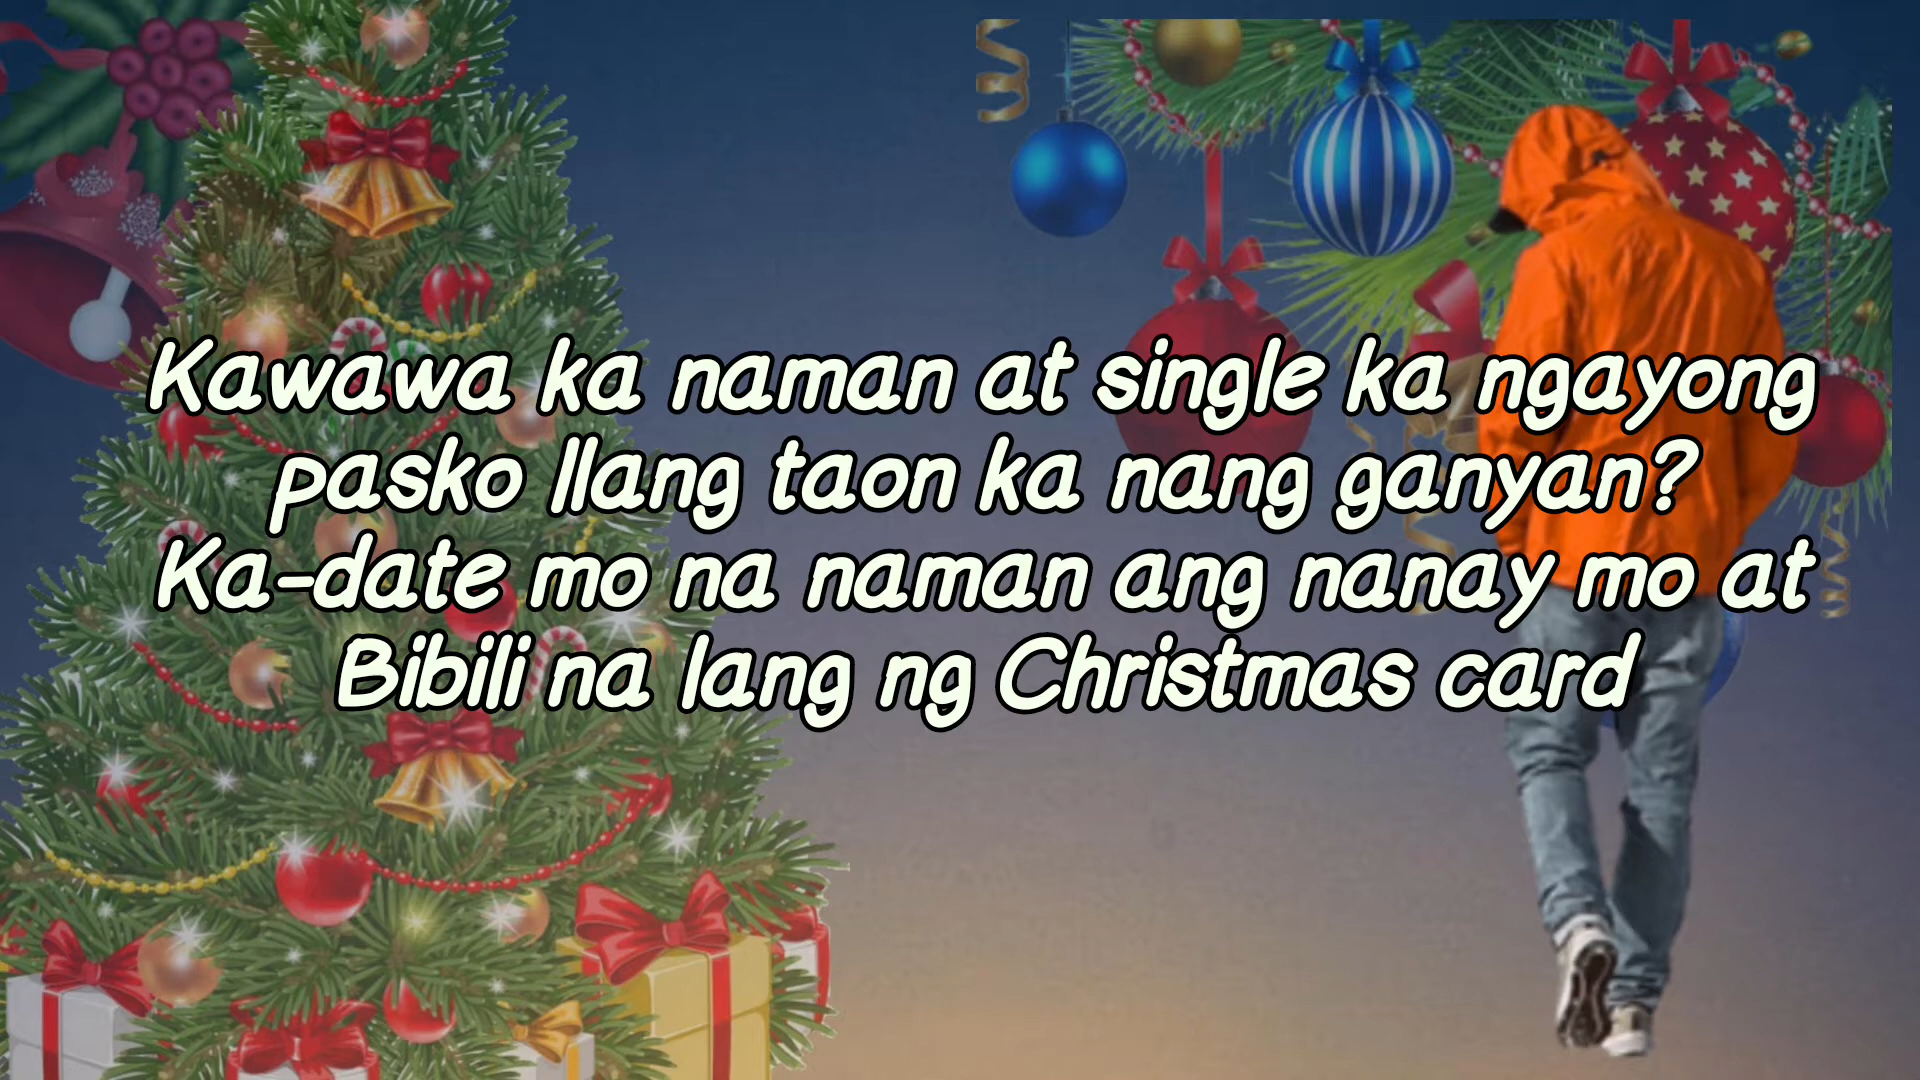 Kawawa ka naman at single ka ngayong
pasko llang taon ka nang ganyan?
Ka-date mo na naman ang nanay mo at
Bibili na lang ng Christmas card